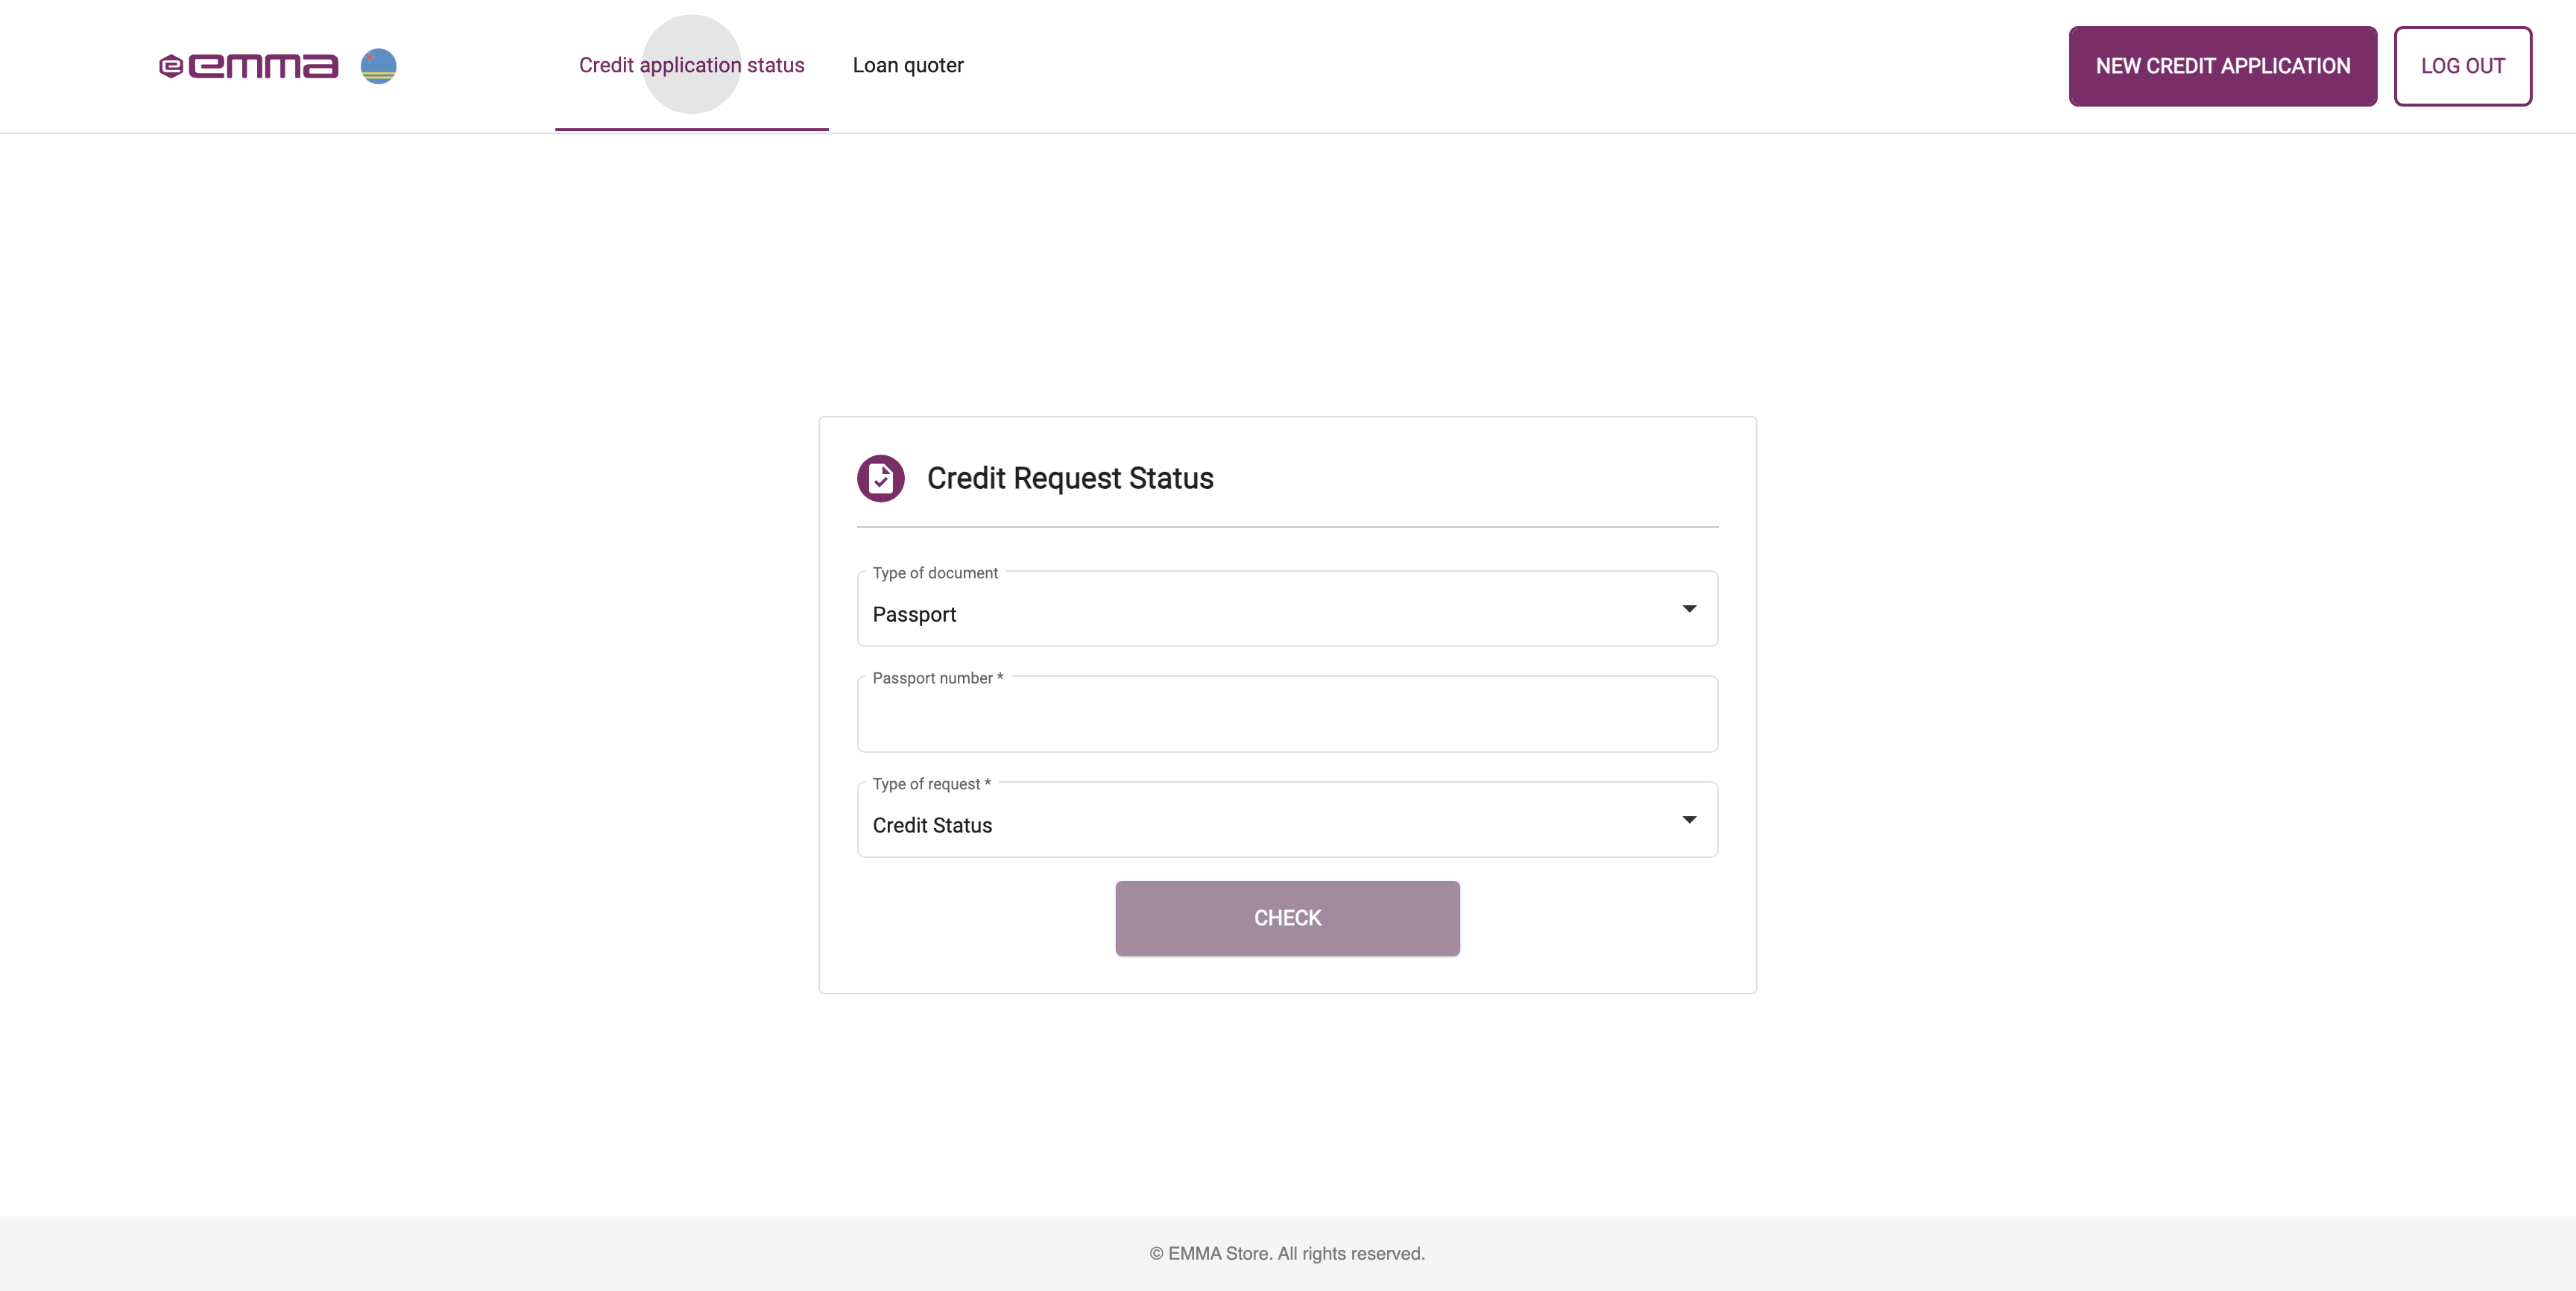 emma
Credit application status
Loan quoter
NEW CREDIT APPLICATION
LOG OUT
Credit Request Status
Type of document
Passport
Passport number *
Type of request *
Credit Status
CHECK
© EMMA Store. All rights reserved.